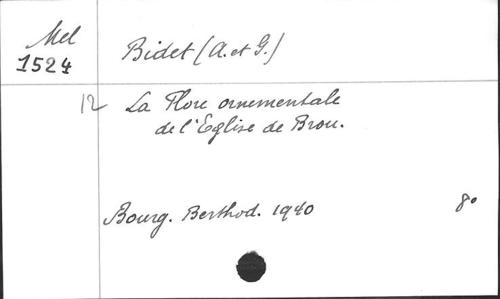 Mel
1524
Bidet (A. et G.)
12 La Flore ornementale
de l'Eglise de Brou.
Bourg. Berthod. 1940 8°